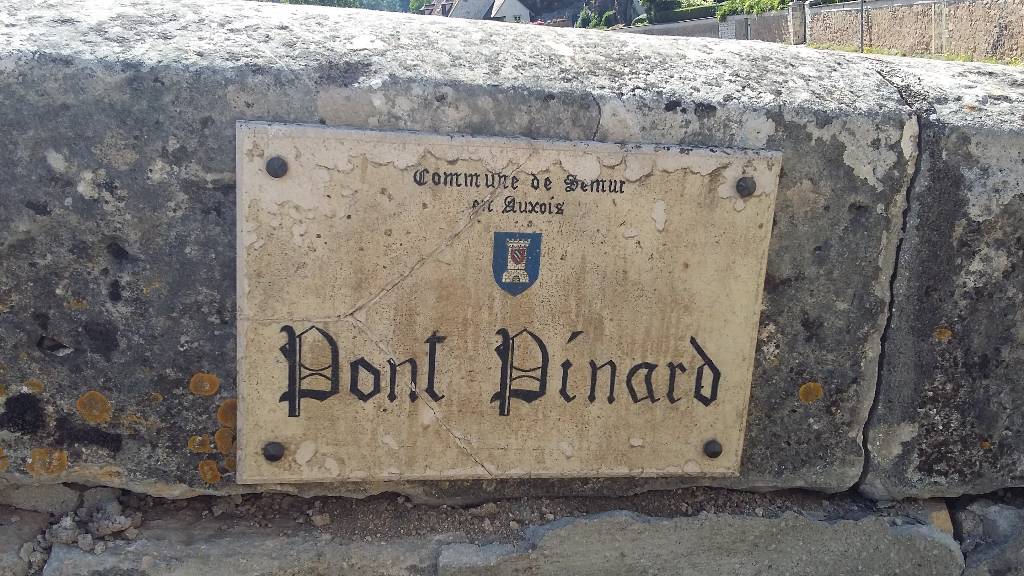 Commune de Semur
en Auxois
Pont Pinard